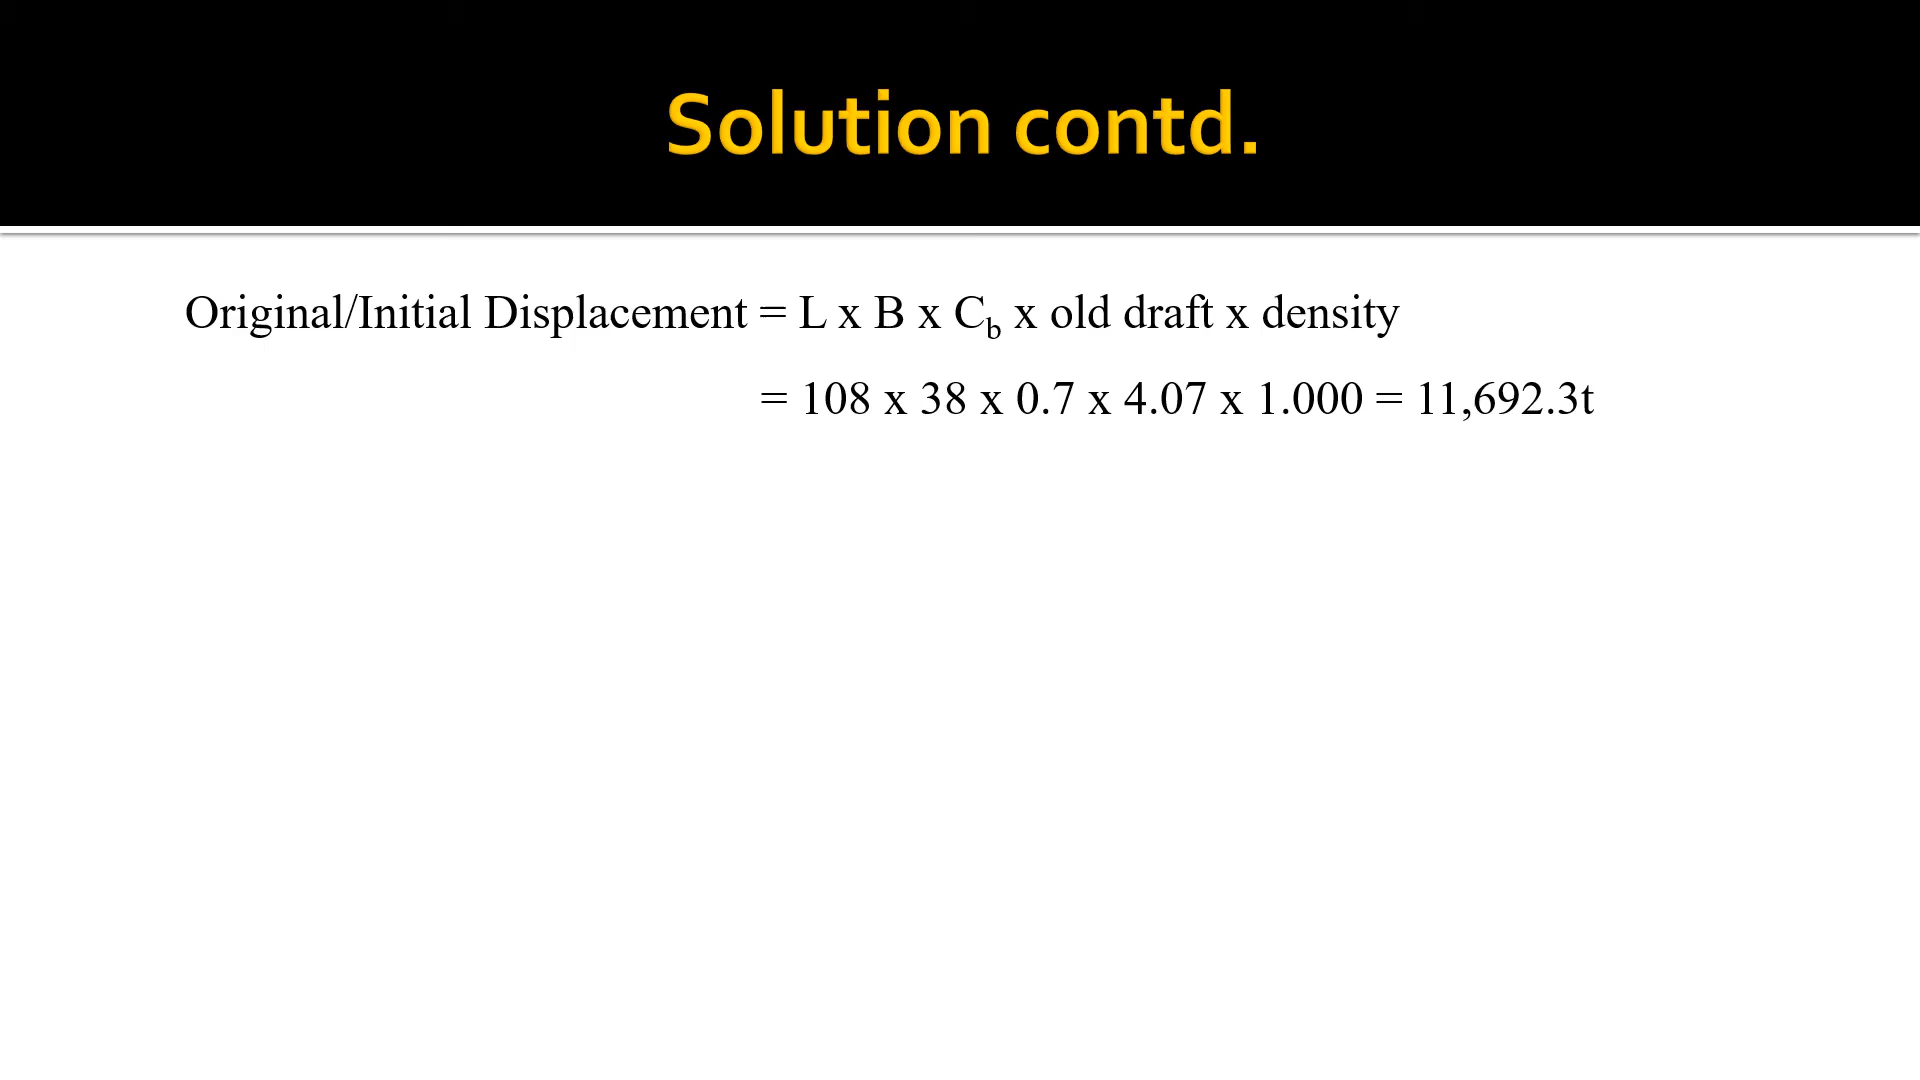 Solution contd.
Original/Initial Displacement = L x B x C_b x old draft x density
= 108 x 38 x 0.7 x 4.07 x 1.000 = 11,692.3t